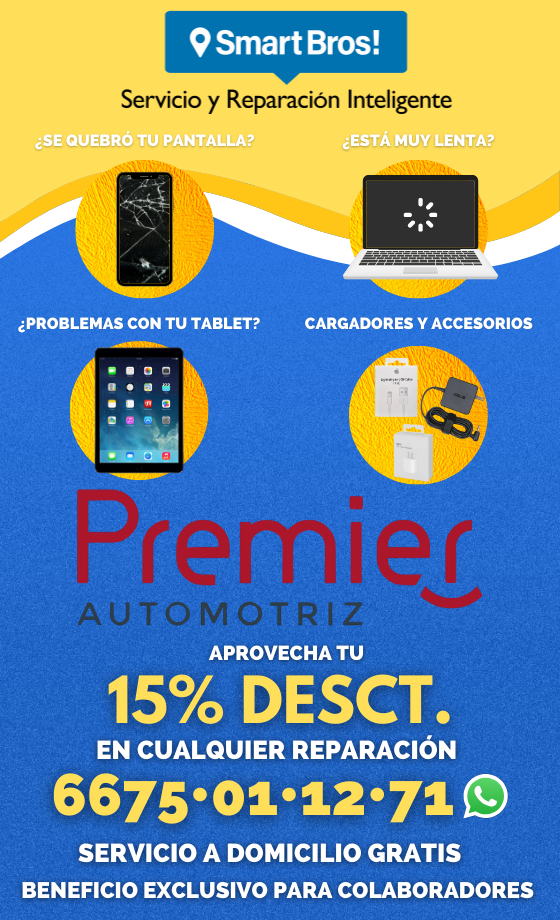 Smart Bros!
Servicio y Reparación Inteligente
¿SE QUEBRÓ TU PANTALLA?
¿ESTÁ MUY LENTA?
¿PROBLEMAS CON TU TABLET?
CARGADORES Y ACCESORIOS
Premier
AUTOMOTRIZ
APROVECHA TU
15% DESCT.
EN CUALQUIER REPARACIÓN
6675•01•12•71
SERVICIO A DOMICILIO GRATIS
BENEFICIO EXCLUSIVO PARA COLABORADORES